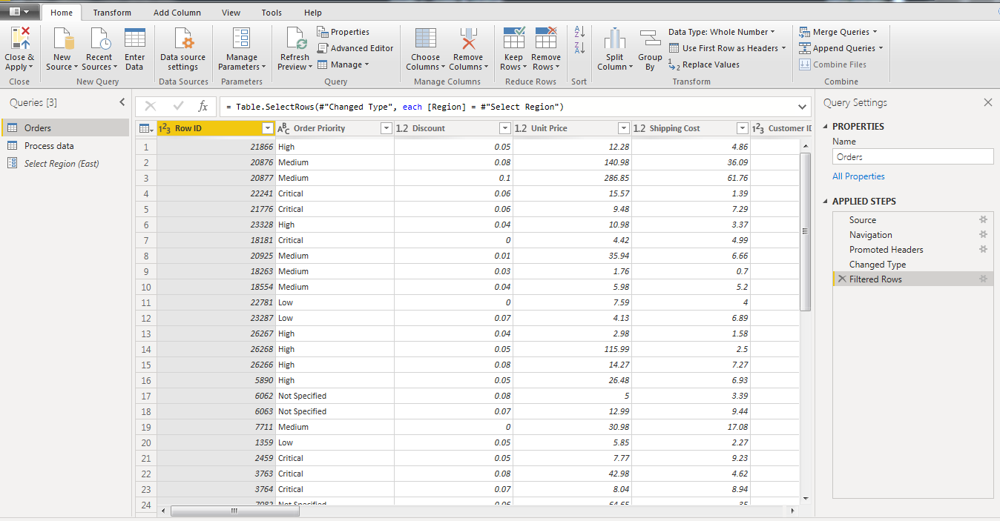 Home Transform Add Column View Tools Help
Close & Apply New Source Recent Sources Enter Data Data source settings Manage Parameters Refresh Preview Properties Advanced Editor Manage Choose Columns Remove Columns Keep Rows Remove Rows Split Column Group By Data Type: Whole Number Use First Row as Headers Replace Values Merge Queries Append Queries Combine Files
Close New Query Data Sources Parameters Query Manage Columns Reduce Rows Sort Transform Combine
Queries [3]
Orders
Process data
Select Region (East)
fx = Table.SelectRows(#"Changed Type", each [Region] = #"Select Region")
Row ID Order Priority 1.2 Discount 1.2 Unit Price 1.2 Shipping Cost Customer ID
1 21866 High 0.05 12.28 4.86
2 20876 Medium 0.08 140.98 36.09
3 20877 Medium 0.1 286.85 61.76
4 22241 Critical 0.06 15.57 1.39
5 21776 Critical 0.06 9.48 7.29
6 23328 High 0.04 10.98 3.37
7 18181 Critical 0 4.42 4.99
8 20925 Medium 0.01 35.94 6.66
9 18263 Medium 0.03 1.76 0.7
10 18554 Medium 0.04 5.98 5.2
11 22781 Low 0 7.59 4
12 23287 Low 0.07 4.13 6.89
13 26267 High 0.04 2.98 1.58
14 26268 High 0.05 115.99 2.5
15 26266 High 0.08 14.27 7.27
16 5890 High 0.05 26.48 6.93
17 6062 Not Specified 0.08 5 3.39
18 6063 Not Specified 0.07 12.99 9.44
19 7711 Medium 0 30.98 17.08
20 1359 Low 0.05 5.85 2.27
21 2459 Critical 0.05 7.77 9.23
22 3763 Critical 0.08 42.98 4.62
23 3764 Critical 0.07 8.04 8.94
24 7082 Not Specified 0.06 64.65 35
Query Settings
PROPERTIES
Name
Orders
All Properties
APPLIED STEPS
Source
Navigation
Promoted Headers
Changed Type
Filtered Rows